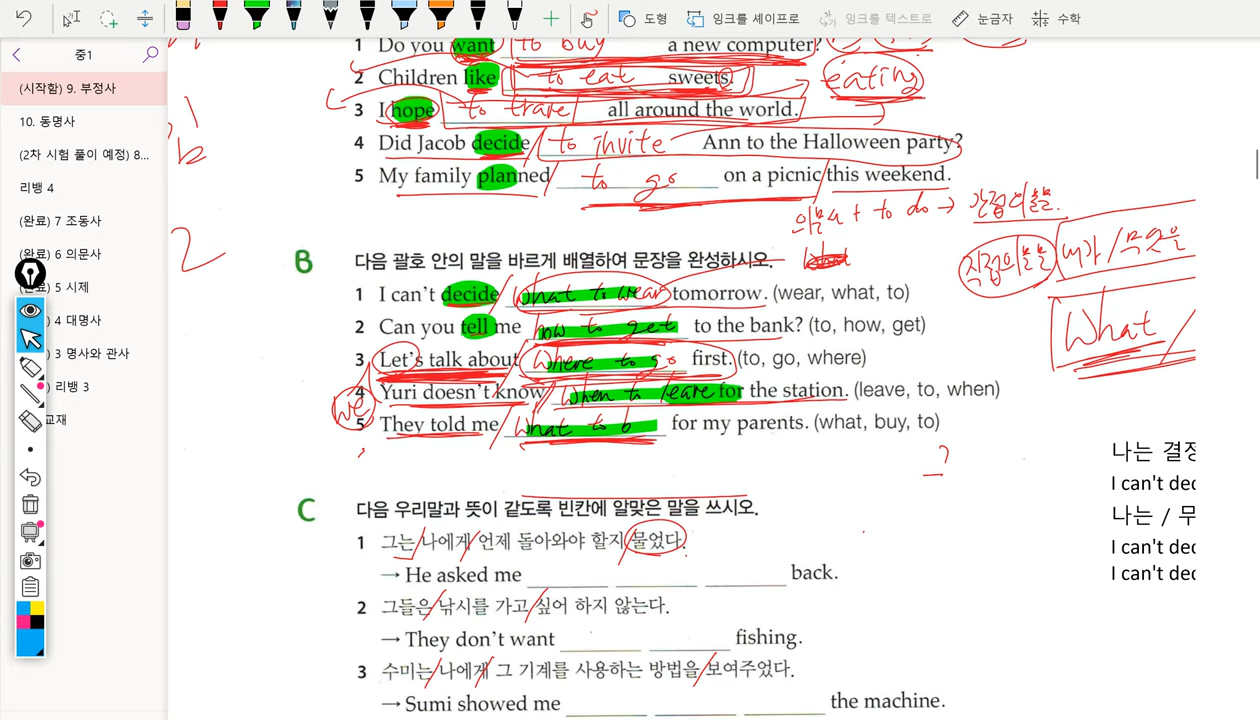 도형
잉크를 셰이프로
잉크를 텍스트로
눈금자
수학
중1
(시작함) 9. 부정사
10. 동명사
(2차 시험 풀이 예정) 8...
리뱅 4
(완료) 7 조동사
(완료) 6 의문사
5 시제
4 대명사
) 3 명사와 관사
) 리뱅 3
교재
1 Do you want to buy a new computer?
2 Children like to eat sweets. eating
3 I hope to trave all around the world.
4 Did Jacob decide to invite Ann to the Halloween party?
5 My family planned to go on a picnic this weekend.
의문사 + to do → 간접의문문.
직접의문문 내가 / 무엇을
What /
2
B 다음 괄호 안의 말을 바르게 배열하여 문장을 완성하시오.
1 I can't decide what to wear tomorrow. (wear, what, to)
2 Can you tell me how to get to the bank? (to, how, get)
3 Let's talk about where to go first. (to, go, where)
4 Yuri doesn't know when to leave for the station. (leave, to, when)
we
5 They told me what to b for my parents. (what, buy, to)
?
나는 결정
I can't dec
나는 / 무
I can't dec
I can't dec
C 다음 우리말과 뜻이 같도록 빈칸에 알맞은 말을 쓰시오.
1 그는 나에게 언제 돌아와야 할지 물었다.
→ He asked me back.
2 그들은 낚시를 가고 싶어 하지 않는다.
→ They don't want fishing.
3 수미는 나에게 그 기계를 사용하는 방법을 보여주었다.
→ Sumi showed me the machine.